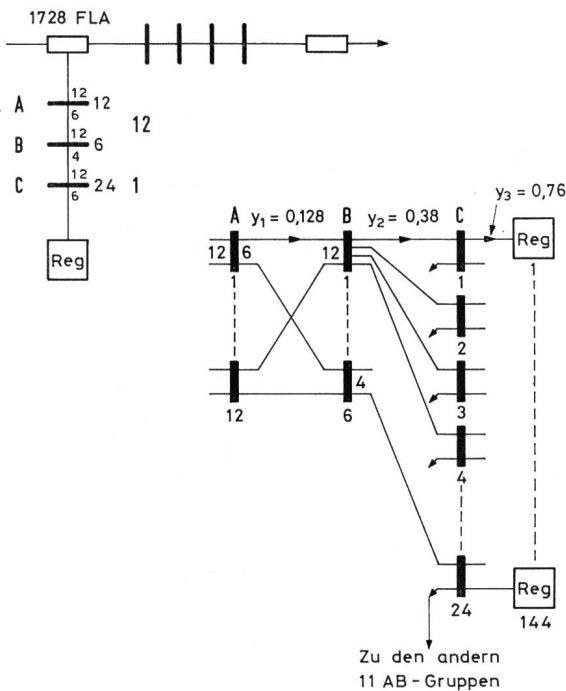 1728 FLA
A 12 6 12
12
B 12 4 6
C 12 6 24 1
Reg
y3 = 0,76
A y1 = 0,128 B y2 = 0,38 C
12 6 12 Reg
1 1 1 1
2
4 3
12 6 4
Reg
24 144
Zu den andern
11 AB - Gruppen